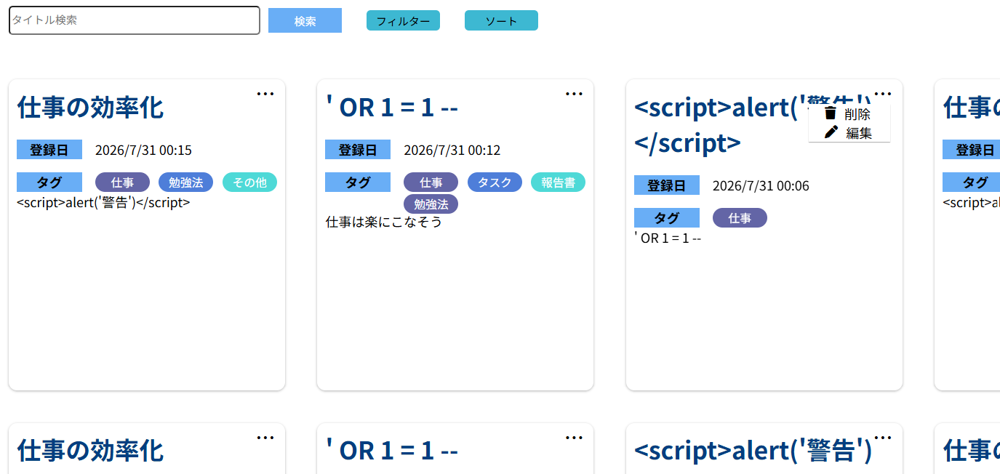 タイトル検索 検索 フィルター ソート
仕事の効率化 …
登録日 2026/7/31 00:15
タグ 仕事 勉強法 その他
<script>alert('警告')</script>
' OR 1 = 1 -- …
登録日 2026/7/31 00:12
タグ 仕事 タスク 報告書
勉強法
仕事は楽にこなそう
<script>alert('警告') …
</script>
削除
編集
登録日 2026/7/31 00:06
タグ 仕事
' OR 1 = 1 --
仕事の
登録日
タグ
<script>al
仕事の効率化 …
' OR 1 = 1 -- …
<script>alert('警告') …
仕事の